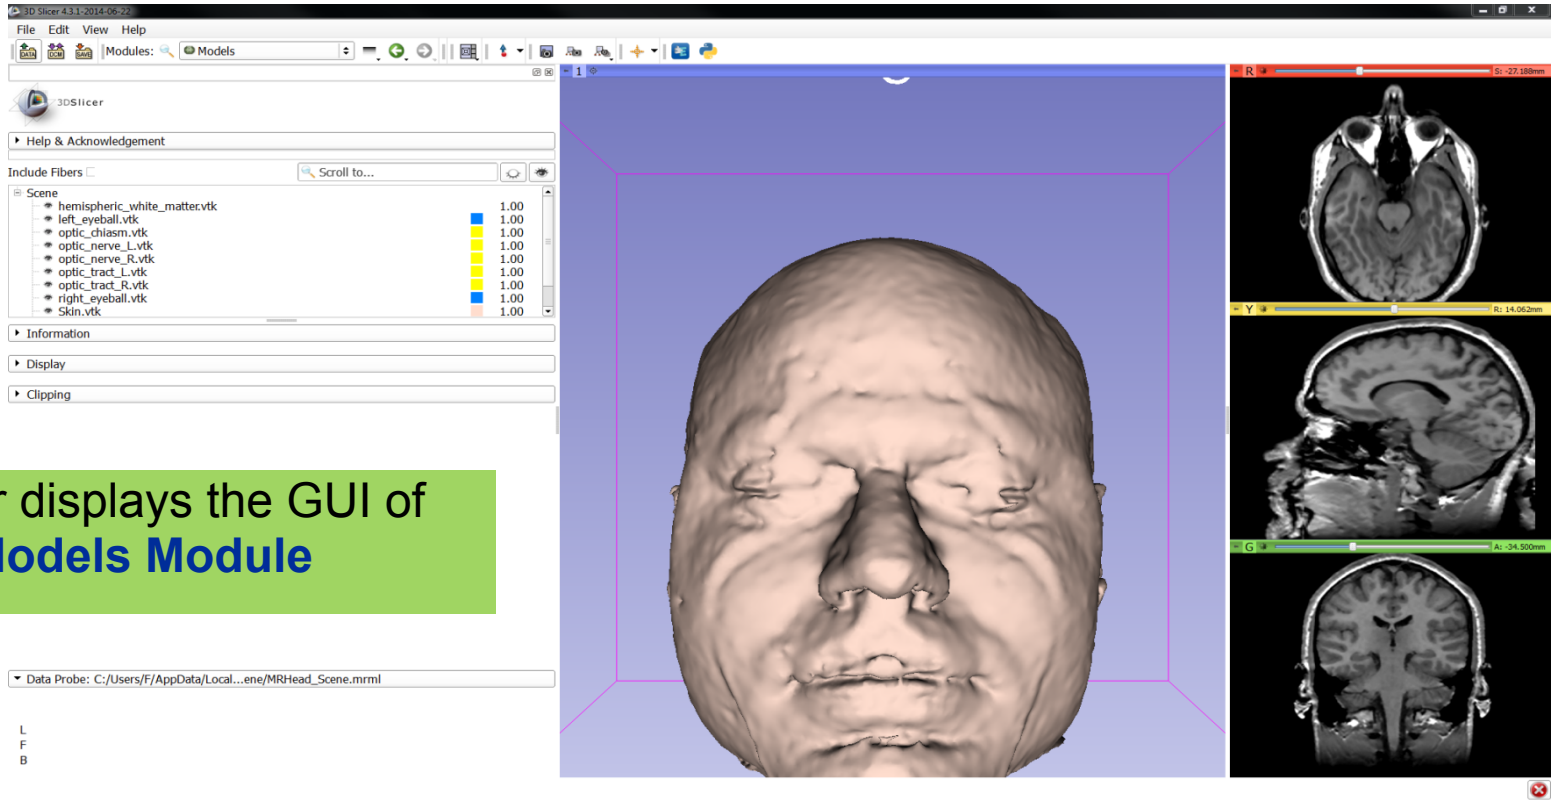 3D Slicer 4.3.1-2014-06-22
File Edit View Help
DATA DCM SAVE Modules: Models
1
R S: -27.188mm
3DSlicer
Help & Acknowledgement
Include Fibers Scroll to...
Scene
hemispheric_white_matter.vtk 1.00
left_eyeball.vtk 1.00
optic_chiasm.vtk 1.00
optic_nerve_L.vtk 1.00
optic_nerve_R.vtk 1.00
optic_tract_L.vtk 1.00
optic_tract_R.vtk 1.00
right_eyeball.vtk 1.00
Skin.vtk 1.00
Y R: 14.062mm
Information
Display
Clipping
r displays the GUI of
odels Module
G A: -34.500mm
Data Probe: C:/Users/F/AppData/Local...ene/MRHead_Scene.mrml
L
F
B